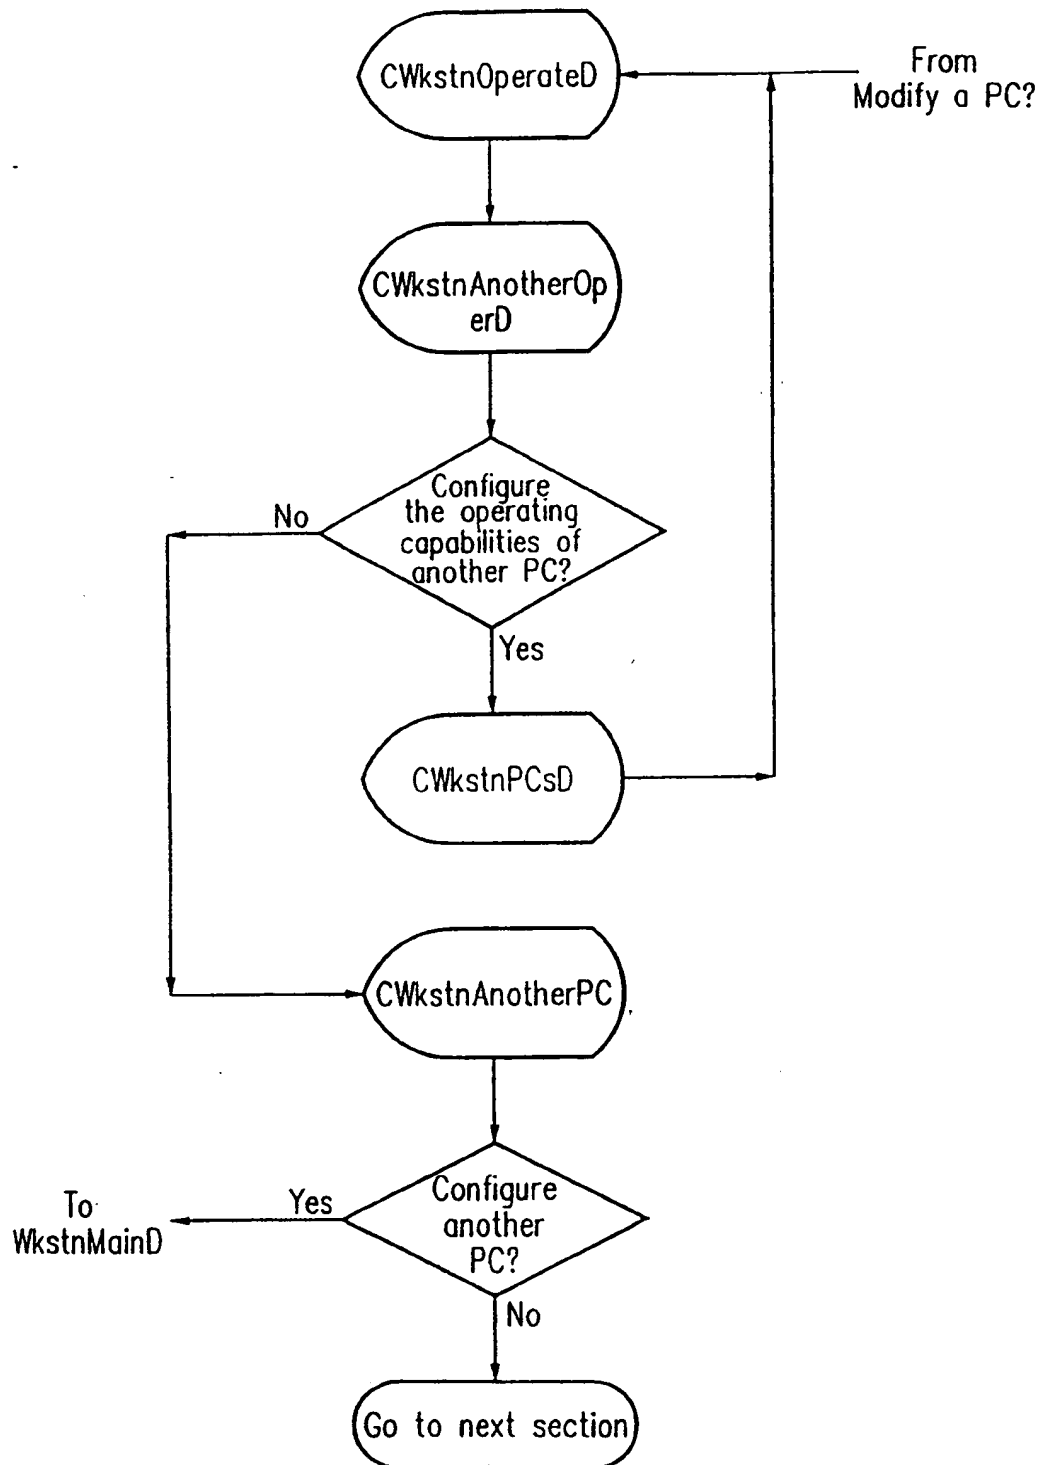 CWkstnOperateD
From
Modify a PC?
CWkstnAnotherOp
erD
Configure
the operating
capabilities of
another PC?
No
Yes
CWkstnPCsD
CWkstnAnotherPC
Configure
another
PC?
Yes
To
WkstnMainD
No
Go to next section